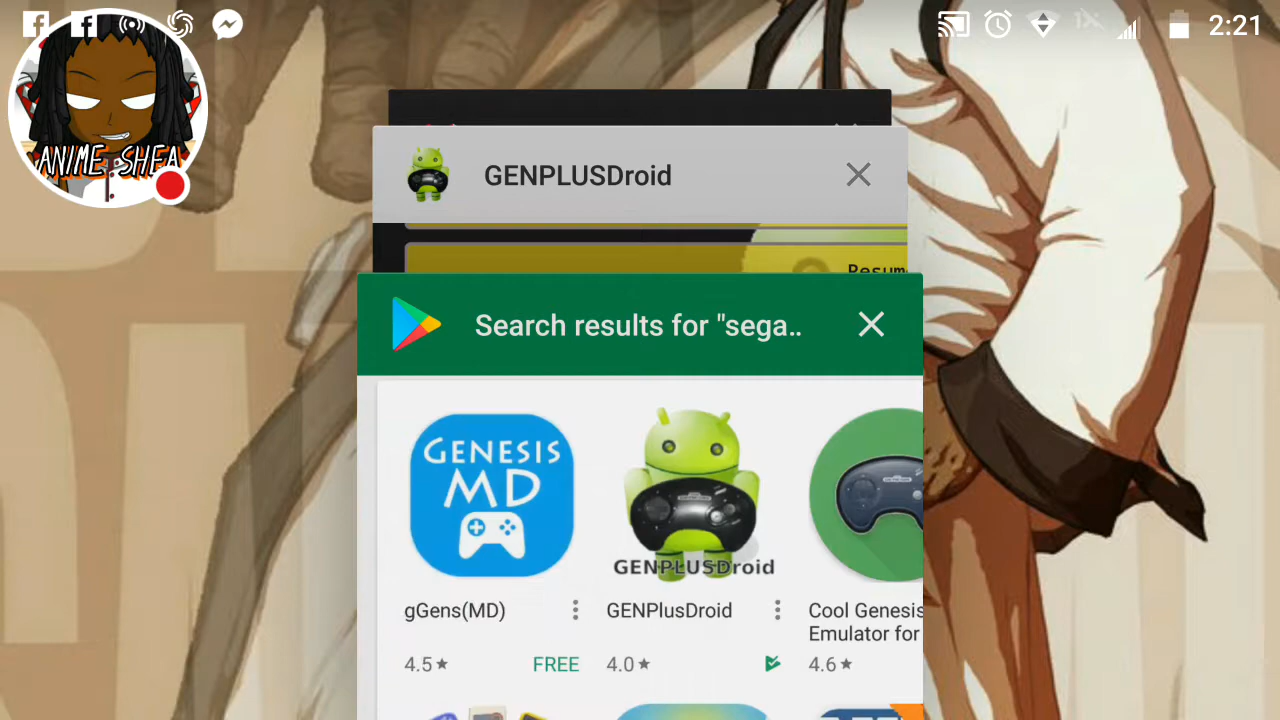 2:21
ANIME SHEA
GENPLUSDroid
Resum
Search results for "sega..
GENESIS
MD
GENPLUSDroid
gGens(MD)
GENPlusDroid
Cool Genesis
Emulator for
4.5
FREE
4.0
4.6